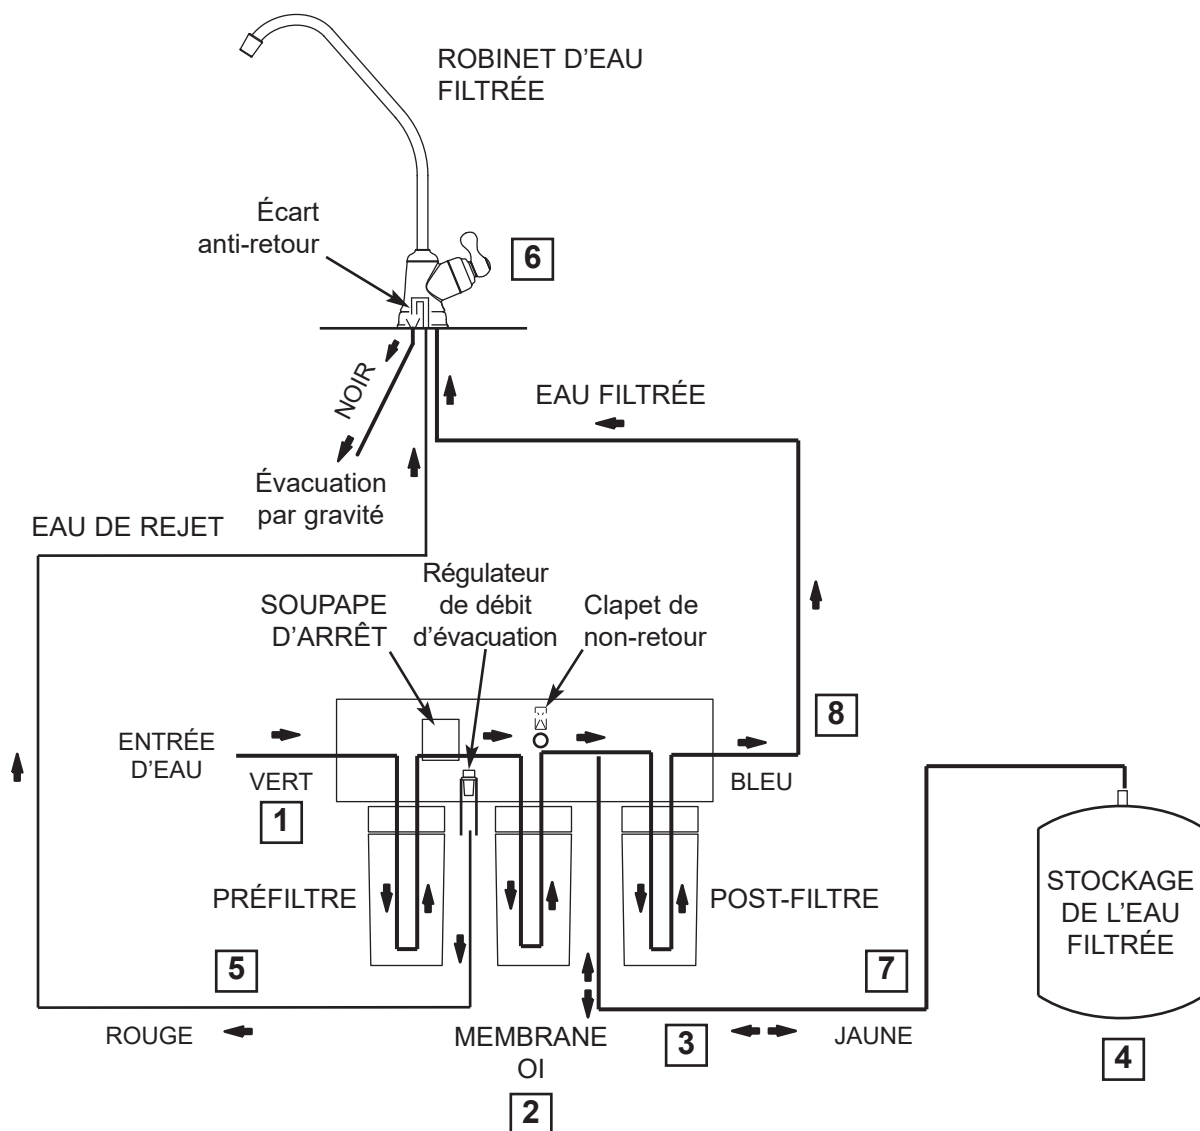 ROBINET D’EAU
FILTRÉE
Écart
anti-retour
6
NOIR
EAU FILTRÉE
Évacuation
par gravité
EAU DE REJET
SOUPAPE
D’ARRÊT
Régulateur
de débit
d’évacuation
Clapet de
non-retour
8
ENTRÉE
D’EAU
VERT
1
BLEU
PRÉFILTRE
POST-FILTRE
STOCKAGE
DE L’EAU
FILTRÉE
5
7
ROUGE
MEMBRANE
OI
2
3
JAUNE
4